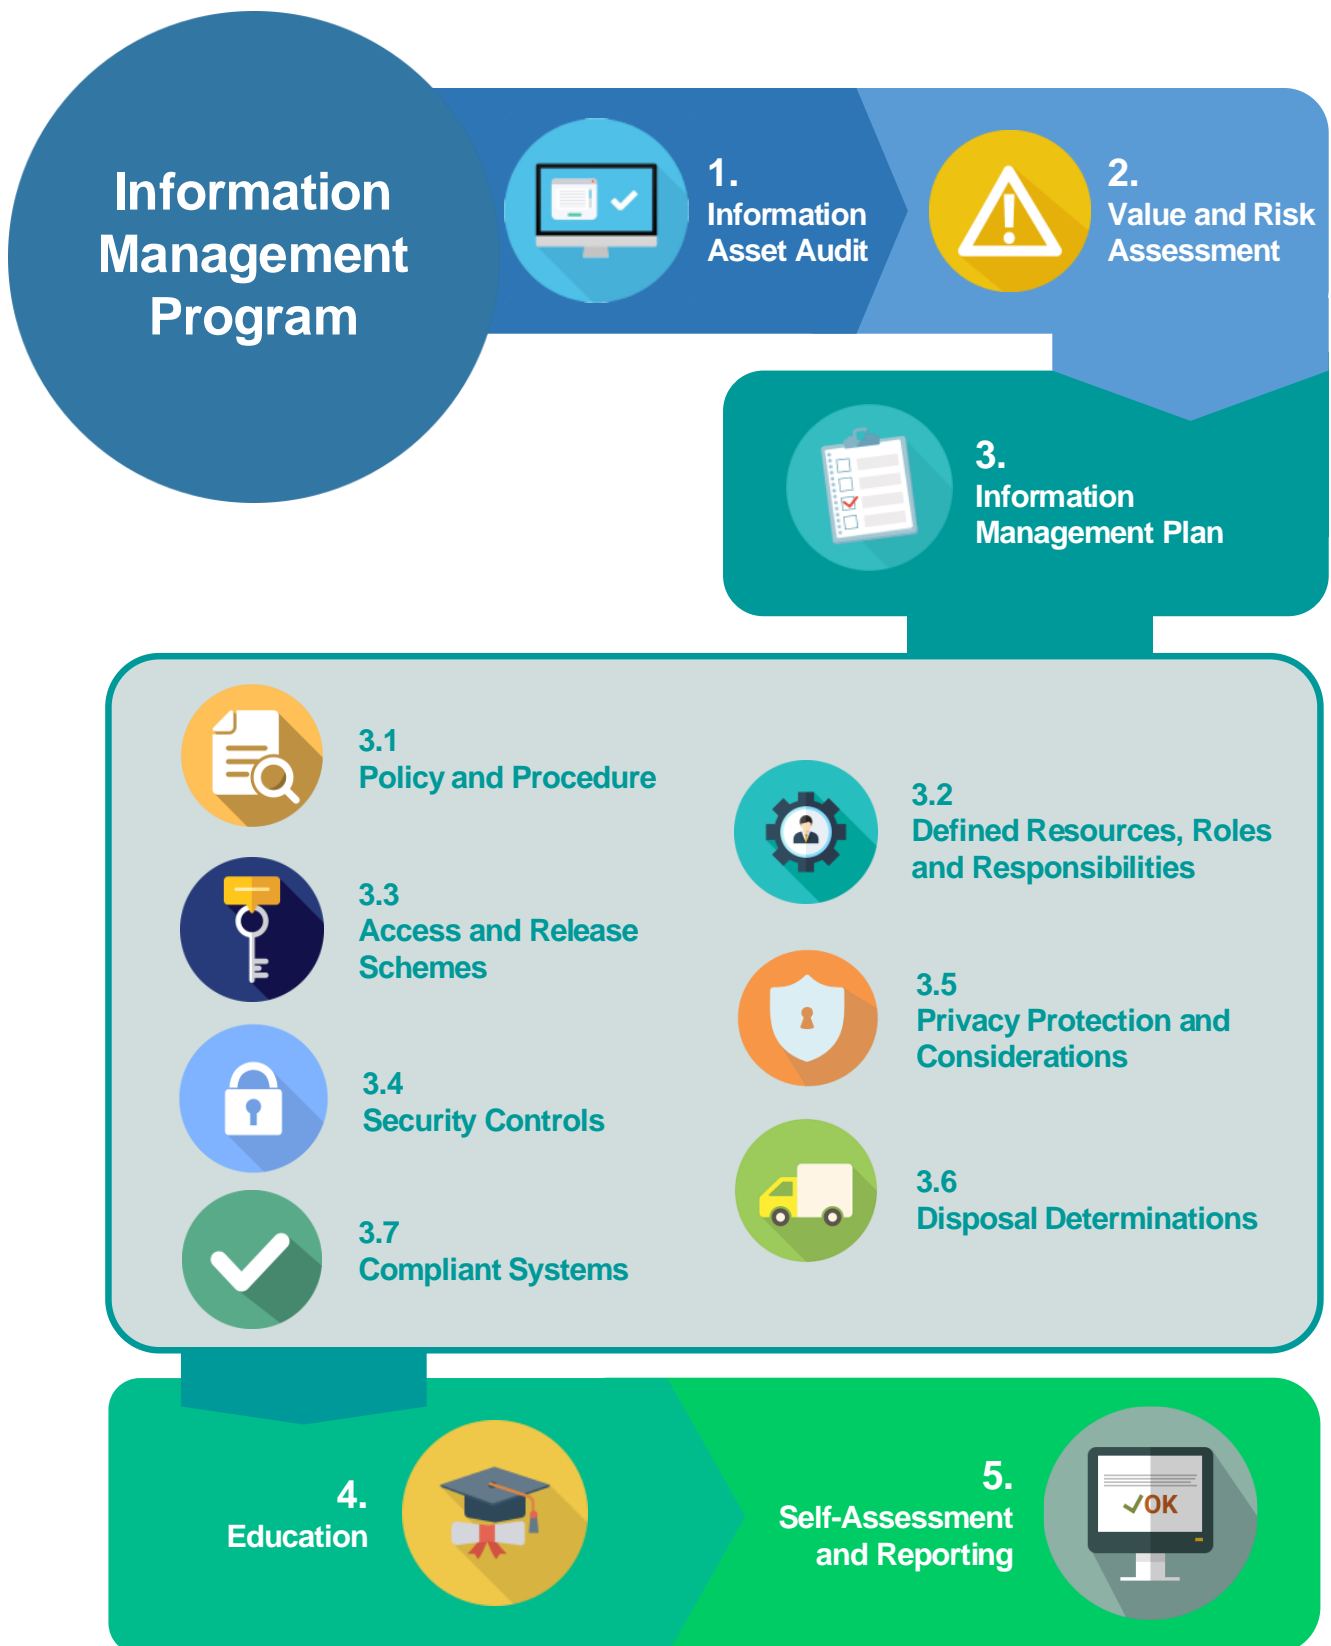 Information
Management
Program
1.
Information
Asset Audit
2.
Value and Risk
Assessment
3.
Information
Management Plan
3.1
Policy and Procedure
3.2
Defined Resources, Roles
and Responsibilities
3.3
Access and Release
Schemes
3.4
Security Controls
3.5
Privacy Protection and
Considerations
3.6
Disposal Determinations
3.7
Compliant Systems
4.
Education
5.
Self-Assessment
and Reporting
OK